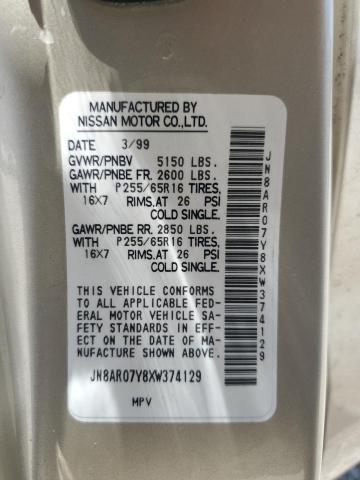 MANUFACTURED BY
NISSAN MOTOR CO.,LTD.
DATE 3/99
GVWR/PNBV 5150 LBS.
GAWR/PNBE FR. 2600 LBS.
WITH P255/65R16 TIRES,
16X7 RIMS.AT 26 PSI
COLD SINGLE.
GAWR/PNBE RR. 2850 LBS.
WITH P255/65R16 TIRES,
16X7 RIMS.AT 26 PSI
COLD SINGLE.
THIS VEHICLE CONFORMS
TO ALL APPLICABLE FED-
ERAL MOTOR VEHICLE SA-
FETY STANDARDS IN EFF-
ECT ON THE DATE OF MA-
NUFACTURE SHOWN ABOVE.
JN8AR07Y8XW374129
MPV
JN8AR07Y8XW374129